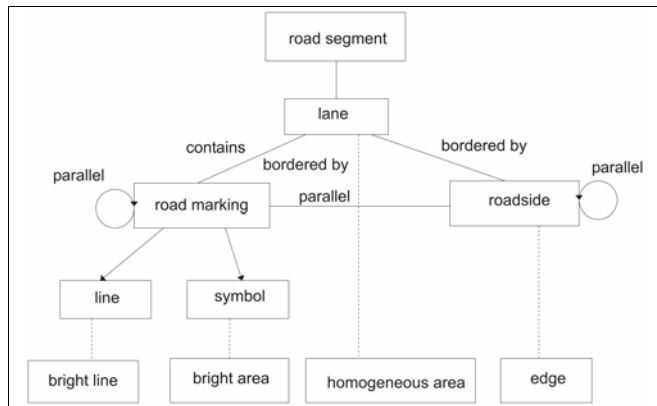 road segment
lane
contains
bordered by
bordered by
parallel
parallel
parallel
road marking
roadside
line
symbol
bright line
bright area
homogeneous area
edge